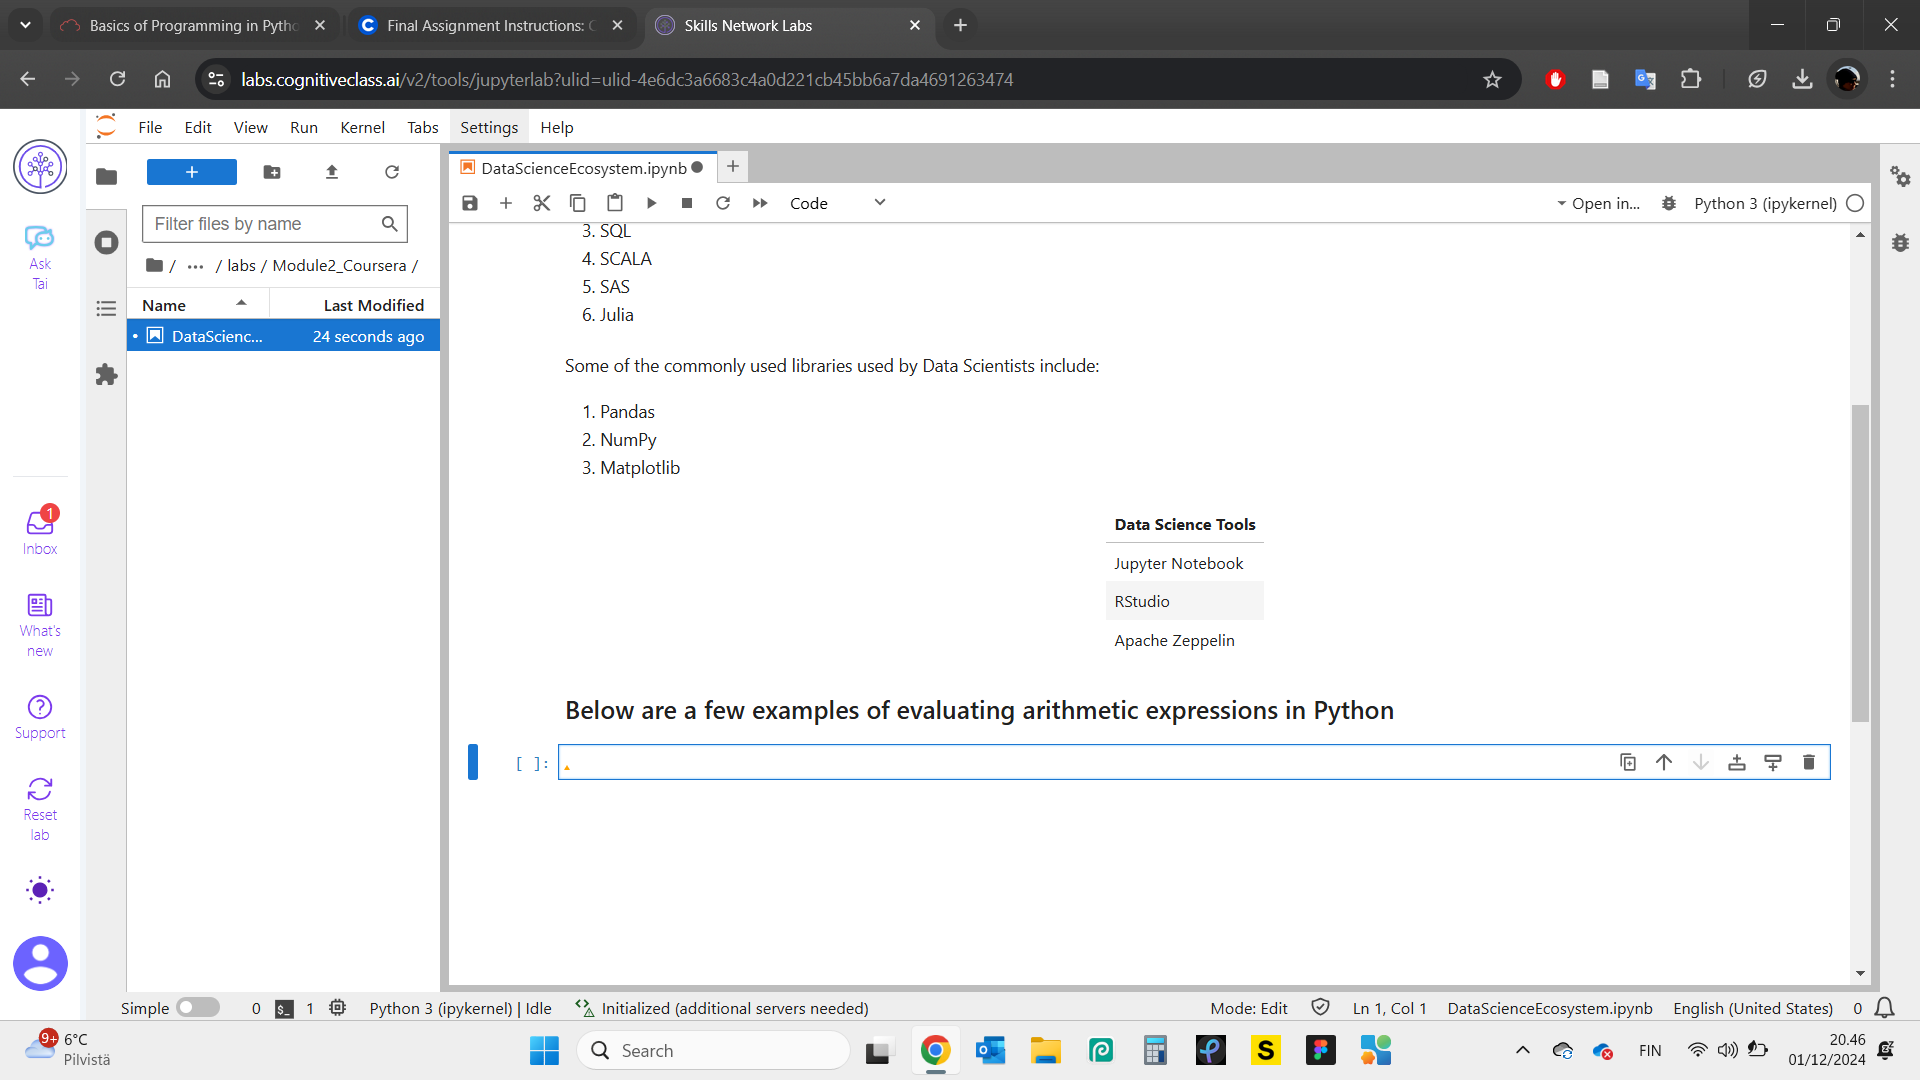 Basics of Programming in Pytho
Final Assignment Instructions: C
Skills Network Labs
labs.cognitiveclass.ai/v2/tools/jupyterlab?ulid=ulid-4e6dc3a6683c4a0d221cb45bb6a7da4691263474
File Edit View Run Kernel Tabs Settings Help
Ask
Tai
Inbox
1
What's
new
Support
Reset
lab
Filter files by name
/ ... / labs / Module2_Coursera /
Name Last Modified
DataScienc... 24 seconds ago
DataScienceEcosystem.ipynb
Code
Open in...
Python 3 (ipykernel)
3. SQL
4. SCALA
5. SAS
6. Julia
Some of the commonly used libraries used by Data Scientists include:
1. Pandas
2. NumPy
3. Matplotlib
Data Science Tools
Jupyter Notebook
RStudio
Apache Zeppelin
Below are a few examples of evaluating arithmetic expressions in Python
[ ]:
Simple 0 $_ 1 Python 3 (ipykernel) | Idle Initialized (additional servers needed) Mode: Edit Ln 1, Col 1 DataScienceEcosystem.ipynb English (United States) 0
9+ 6°C
Pilvistä
Search
S
FIN
20.46
01/12/2024